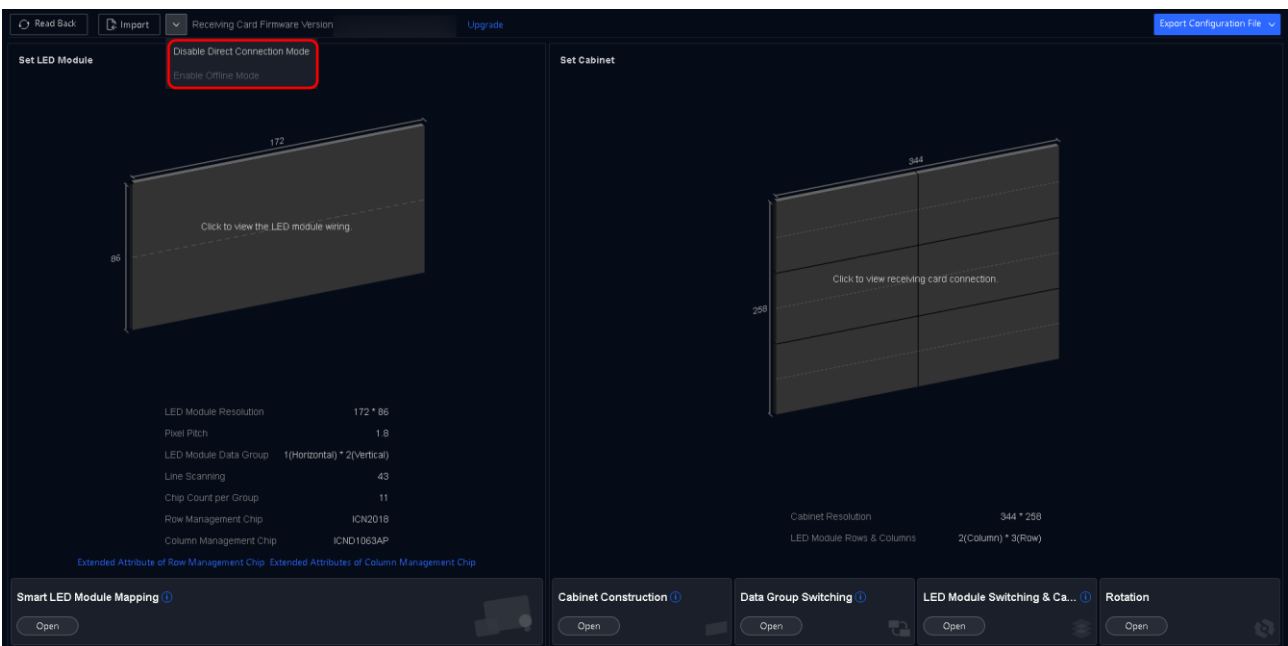 Read Back Import Receiving Card Firmware Version Upgrade Export Configuration File
Disable Direct Connection Mode
Enable Offline Mode
Set LED Module
172
86
Click to view the LED module wiring.
LED Module Resolution 172 * 86
Pixel Pitch 1.8
LED Module Data Group 1(Horizontal) * 2(Vertical)
Line Scanning 43
Chip Count per Group 11
Row Management Chip ICN2018
Column Management Chip ICND1063AP
Extended Attribute of Row Management Chip Extended Attributes of Column Management Chip
Smart LED Module Mapping
Open
Set Cabinet
344
258
Click to view receiving card connection.
Cabinet Resolution 344 * 258
LED Module Rows & Columns 2(Column) * 3(Row)
Cabinet Construction
Open
Data Group Switching
Open
LED Module Switching & Ca...
Open
Rotation
Open